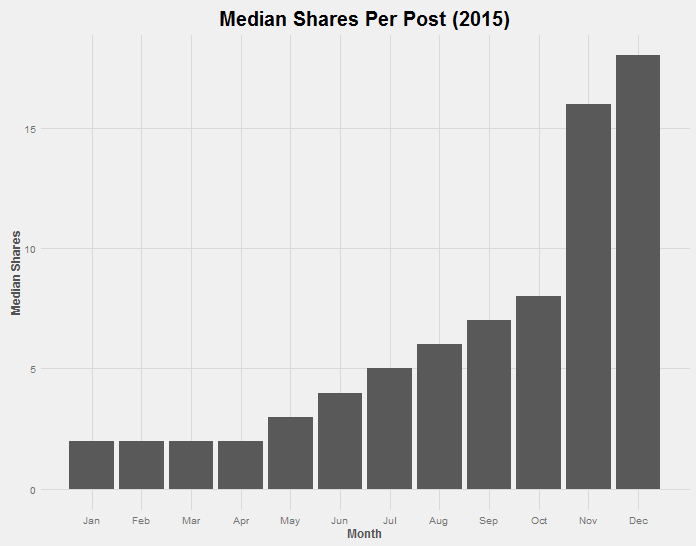 Median Shares Per Post (2015)
Median Shares
15
10
5
0
Jan Feb Mar Apr May Jun Jul Aug Sep Oct Nov Dec
Month